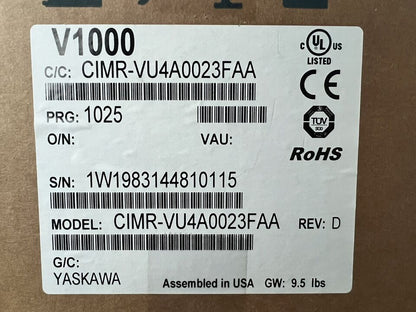 V1000
C/C: CIMR-VU4A0023FAA
PRG: 1025
O/N: VAU:
S/N: 1W1983144810115
MODEL: CIMR-VU4A0023FAA REV: D
G/C:
YASKAWA Assembled in USA GW: 9.5 lbs
C UL US
LISTED
CE
TÜV
RoHS